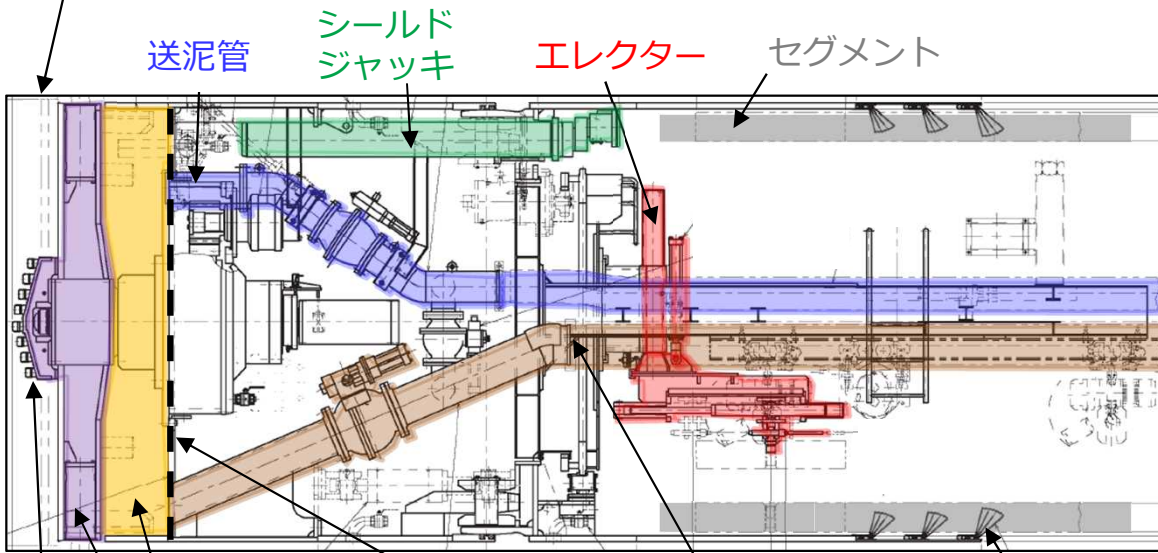 シールド
ジャッキ
送泥管
エレクター
セグメント